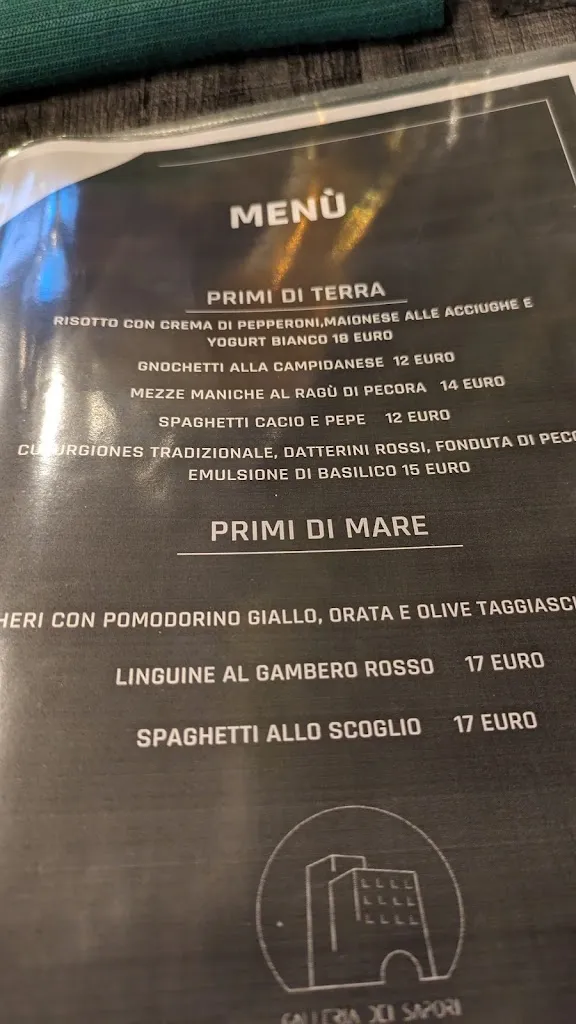 MENÙ
PRIMI DI TERRA
RISOTTO CON CREMA DI PEPPERONI,MAIONESE ALLE ACCIUGHE E
YOGURT BIANCO 18 EURO
GNOCHETTI ALLA CAMPIDANESE 12 EURO
MEZZE MANICHE AL RAGÙ DI PECORA 14 EURO
SPAGHETTI CACIO E PEPE 12 EURO
TRADIZIONALE, DATTERINI ROSSI, FONDUTA DI
EMULSIONE DI BASILICO 15 EURO
PRIMI DI MARE
CON POMODORINO GIALLO, ORATA E OLIVE
LINGUINE AL GAMBERO ROSSO 17 EURO
SPAGHETTI ALLO SCOGLIO 17 EURO
GALLERIA DEI SAPORI